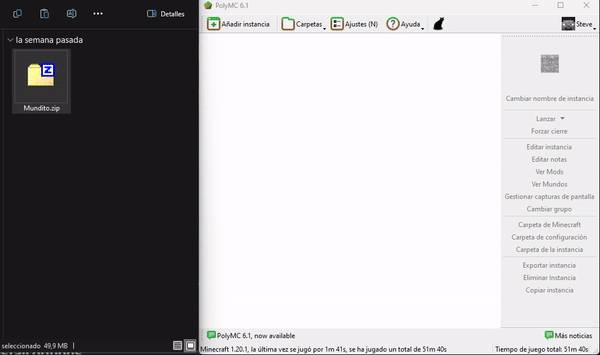 Detalles
la semana pasada
Mundito.zip
seleccionado 49,9 MB
PolyMC 6.1
Añadir instancia
Carpetas
Ajustes (N)
Ayuda
Steve
Cambiar nombre de instancia
Lanzar
Forzar cierre
Editar instancia
Editar notas
Ver Mods
Ver Mundos
Gestionar capturas de pantalla
Cambiar grupo
Carpeta de Minecraft
Carpeta de configuración
Carpeta de la instancia
Exportar instancia
Eliminar Instancia
Copiar instancia
PolyMC 6.1, now available
Más noticias
Minecraft 1.20.1, la última vez se jugó por 1m 41s, se ha jugado un total de 51m 40s
Tiempo de juego total: 51m 40s